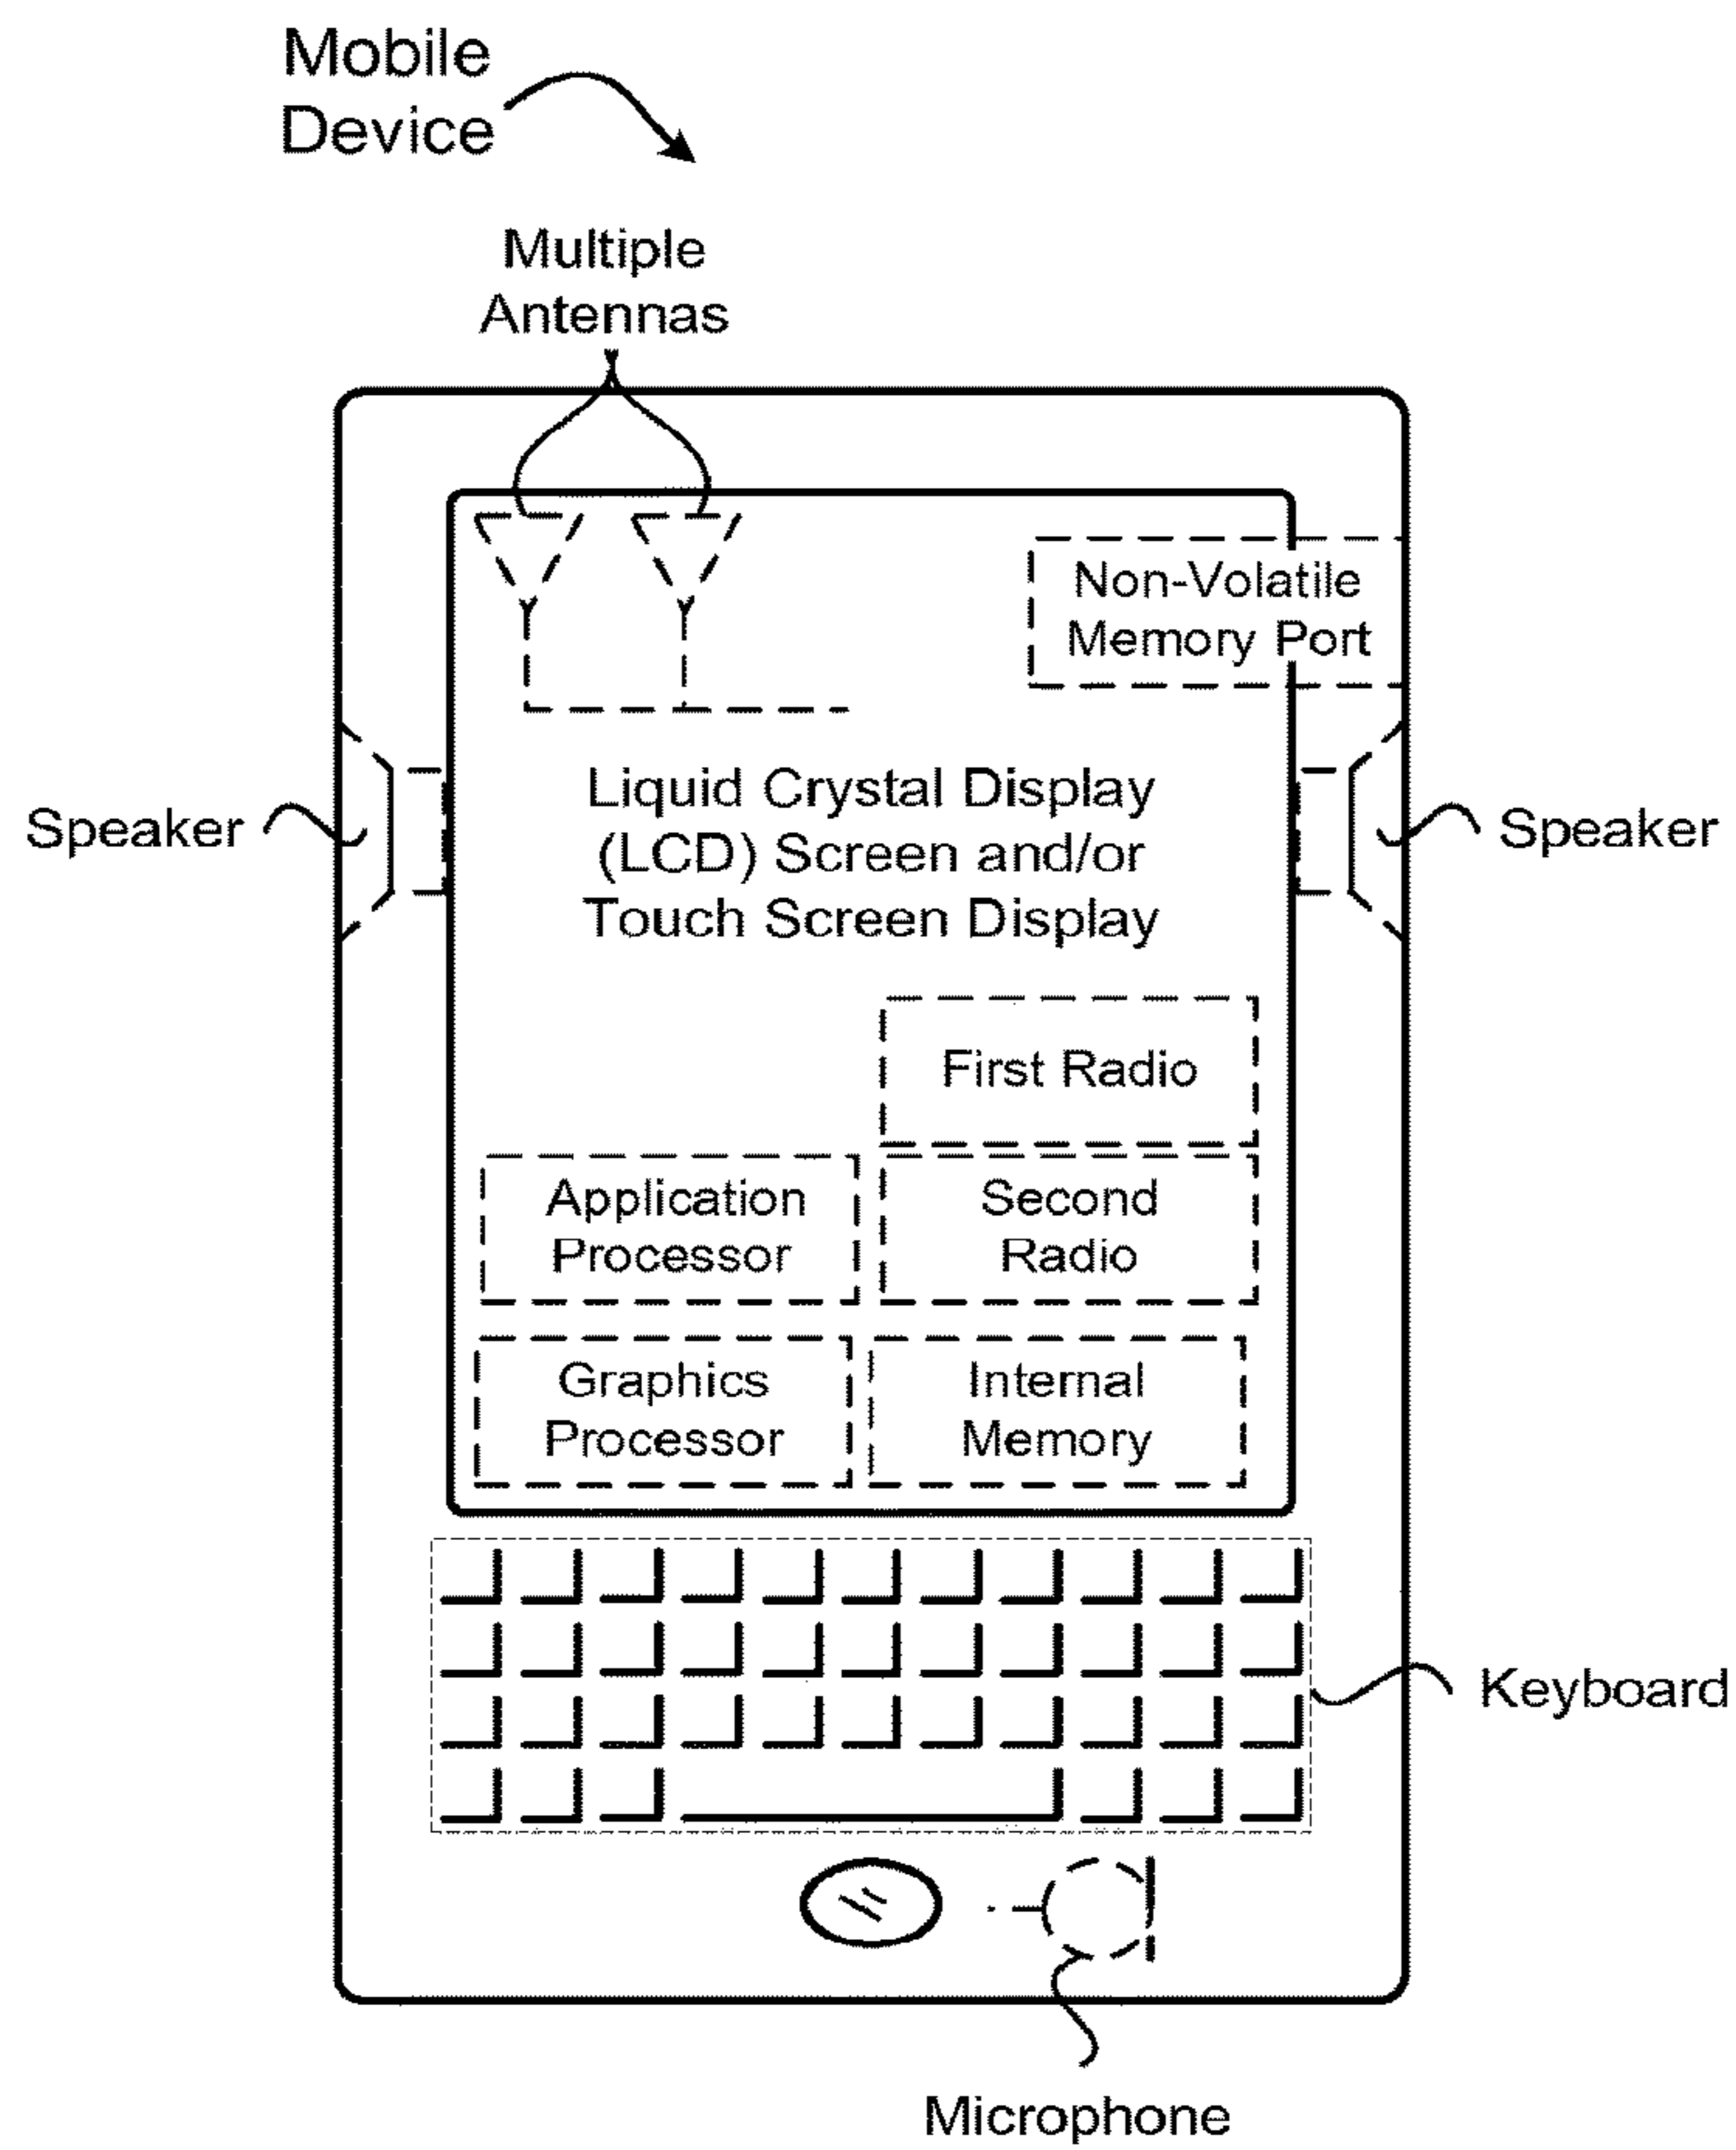 Mobile
Device
Multiple
Antennas
Non-Volatile
Memory Port
Speaker
Liquid Crystal Display
(LCD) Screen and/or
Touch Screen Display
Speaker
First Radio
Application
Processor
Second
Radio
Graphics
Processor
Internal
Memory
Keyboard
Microphone